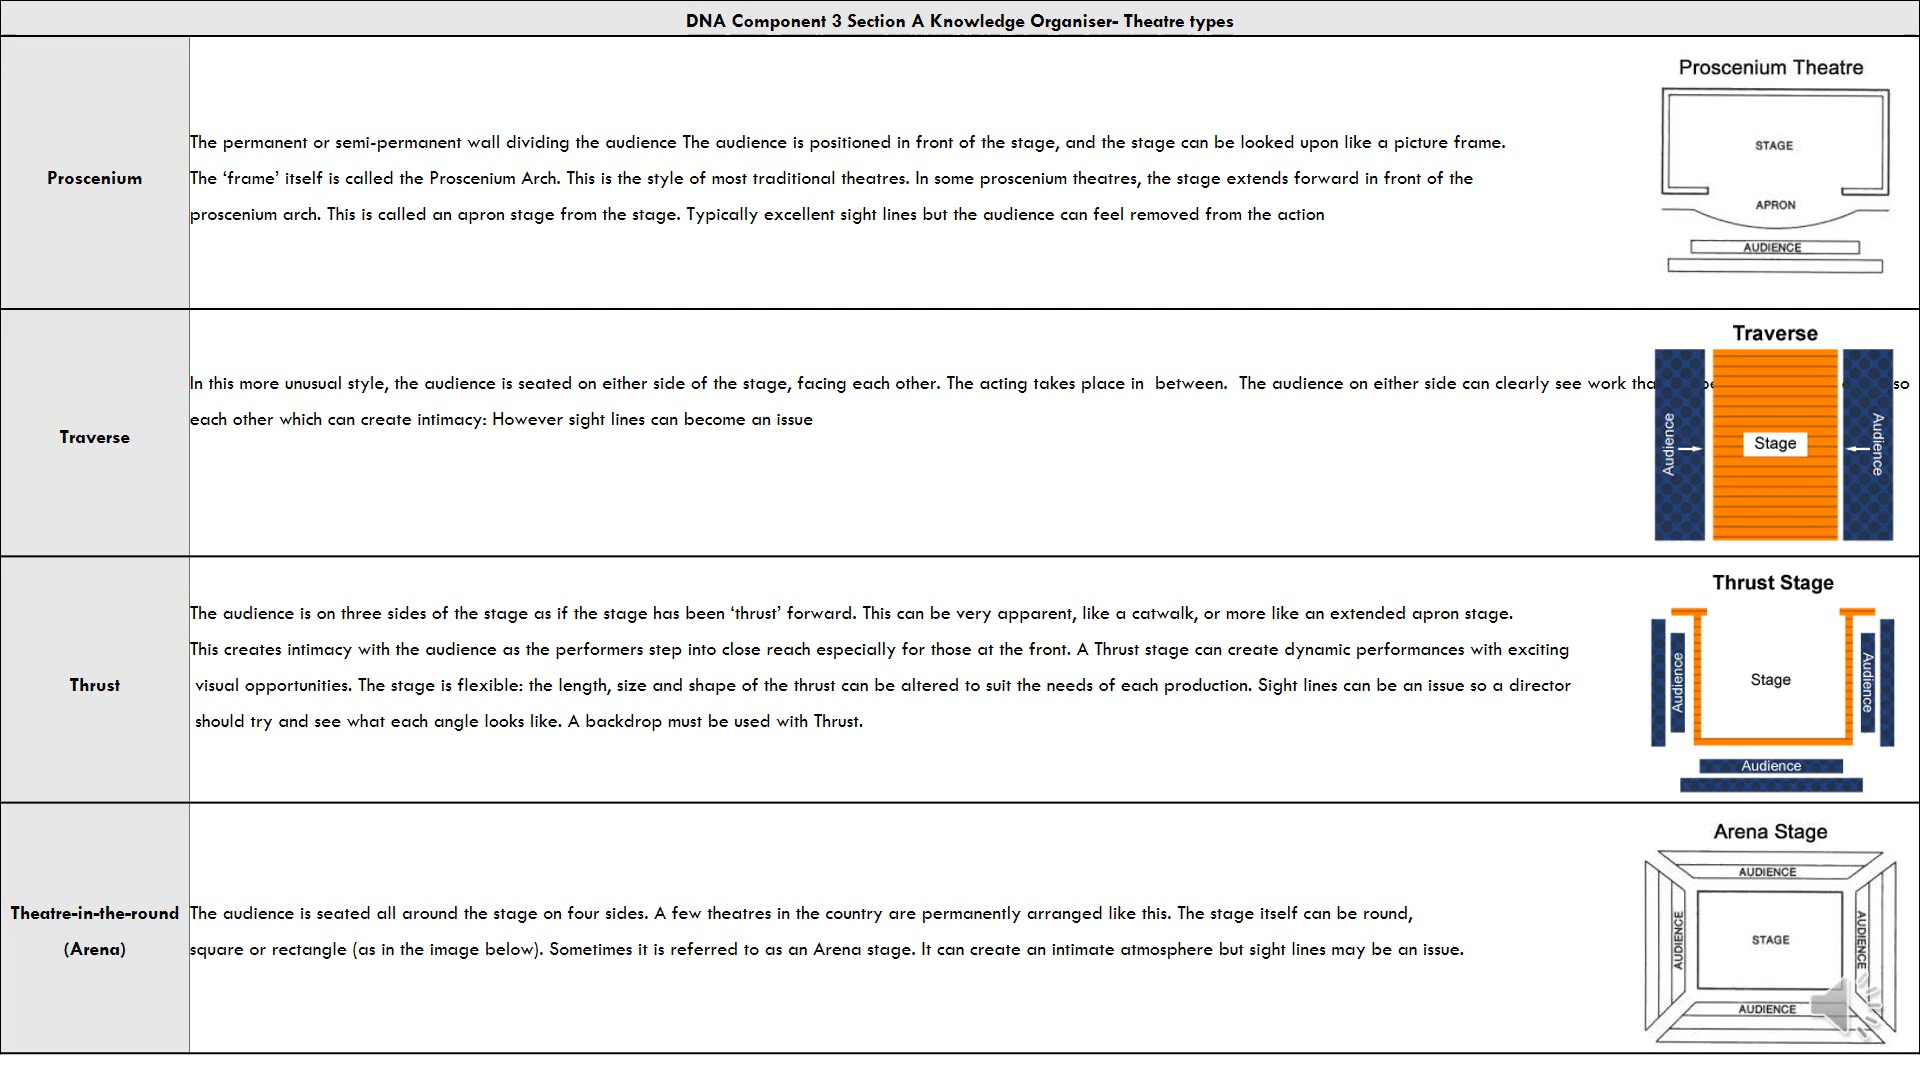 DNA Component 3 Section A Knowledge Organiser- Theatre types
Proscenium
The permanent or semi-permanent wall dividing the audience The audience is positioned in front of the stage, and the stage can be looked upon like a picture frame.
The ‘frame’ itself is called the Proscenium Arch. This is the style of most traditional theatres. In some proscenium theatres, the stage extends forward in front of the
proscenium arch. This is called an apron stage from the stage. Typically excellent sight lines but the audience can feel removed from the action
Proscenium Theatre
STAGE
APRON
AUDIENCE
Traverse
In this more unusual style, the audience is seated on either side of the stage, facing each other. The acting takes place in between. The audience on either side can clearly see work so
each other which can create intimacy: However sight lines can become an issue
Traverse
Audience
Stage
Audience
Thrust
The audience is on three sides of the stage as if the stage has been ‘thrust’ forward. This can be very apparent, like a catwalk, or more like an extended apron stage.
This creates intimacy with the audience as the performers step into close reach especially for those at the front. A Thrust stage can create dynamic performances with exciting
visual opportunities. The stage is flexible: the length, size and shape of the thrust can be altered to suit the needs of each production. Sight lines can be an issue so a director
should try and see what each angle looks like. A backdrop must be used with Thrust.
Thrust Stage
Audience
Stage
Audience
Audience
Theatre-in-the-round
(Arena)
The audience is seated all around the stage on four sides. A few theatres in the country are permanently arranged like this. The stage itself can be round,
square or rectangle (as in the image below). Sometimes it is referred to as an Arena stage. It can create an intimate atmosphere but sight lines may be an issue.
Arena Stage
AUDIENCE
AUDIENCE
STAGE
AUDIENCE
AUDIENCE